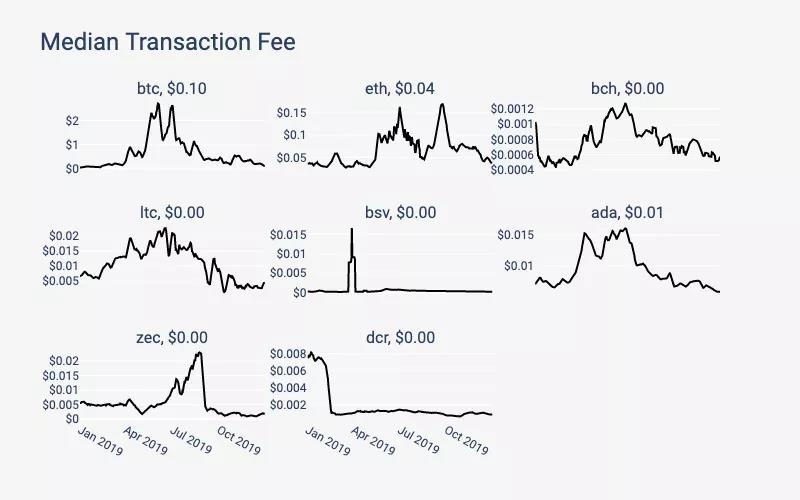 Median Transaction Fee
btc, $0.10
$2
$1
$0
eth, $0.04
$0.15
$0.1
$0.05
bch, $0.00
$0.0012
$0.001
$0.0008
$0.0006
$0.0004
ltc, $0.00
$0.02
$0.015
$0.01
$0.005
bsv, $0.00
$0.015
$0.01
$0.005
$0
ada, $0.01
$0.015
$0.01
zec, $0.00
$0.02
$0.015
$0.01
$0.005
$0
Jan 2019
Apr 2019
Jul 2019
Oct 2019
dcr, $0.00
$0.008
$0.006
$0.004
$0.002
Jan 2019
Apr 2019
Jul 2019
Oct 2019